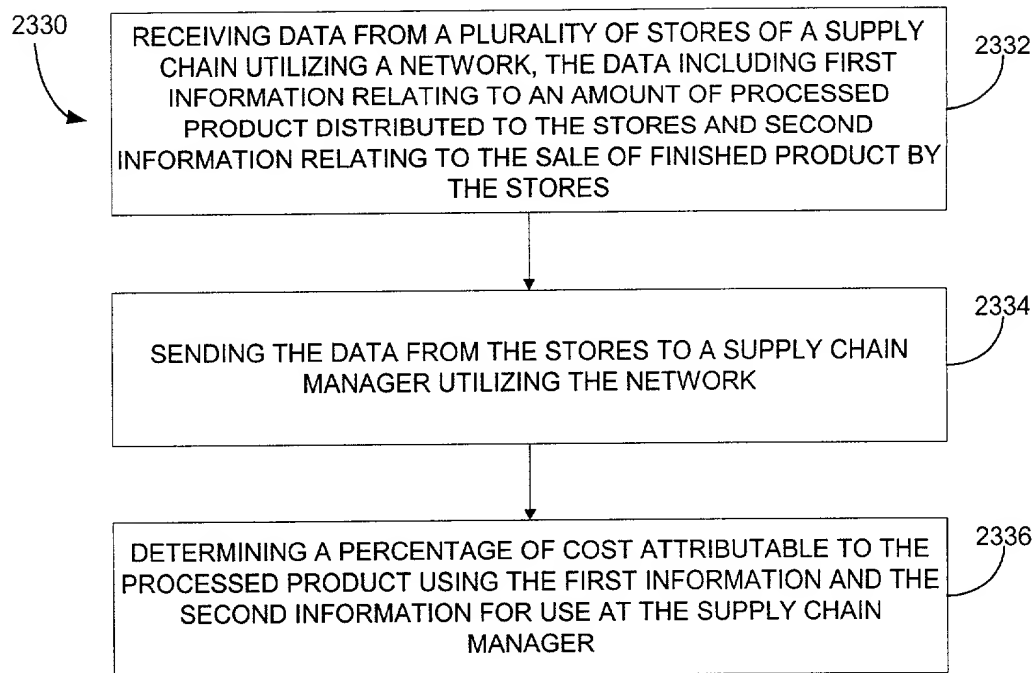 2330
RECEIVING DATA FROM A PLURALITY OF STORES OF A SUPPLY
CHAIN UTILIZING A NETWORK, THE DATA INCLUDING FIRST
INFORMATION RELATING TO AN AMOUNT OF PROCESSED
PRODUCT DISTRIBUTED TO THE STORES AND SECOND
INFORMATION RELATING TO THE SALE OF FINISHED PRODUCT BY
THE STORES
2332
SENDING THE DATA FROM THE STORES TO A SUPPLY CHAIN
MANAGER UTILIZING THE NETWORK
2334
DETERMINING A PERCENTAGE OF COST ATTRIBUTABLE TO THE
PROCESSED PRODUCT USING THE FIRST INFORMATION AND THE
SECOND INFORMATION FOR USE AT THE SUPPLY CHAIN
MANAGER
2336